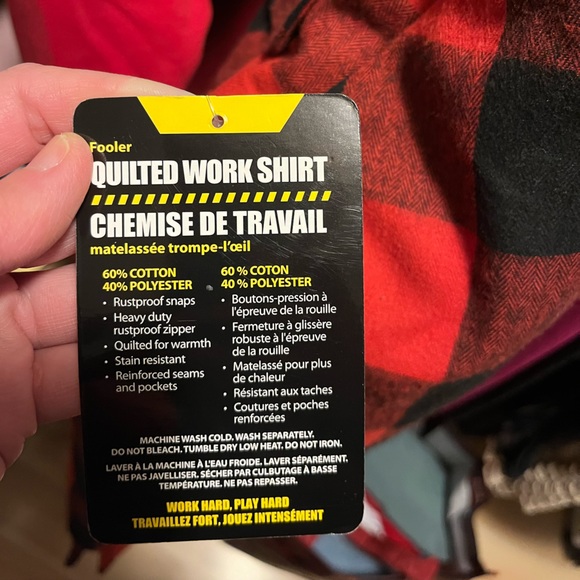 Fooler
QUILTED WORK SHIRT
CHEMISE DE TRAVAIL
matelassée trompe-l'œil
60% COTTON
40% POLYESTER
• Rustproof snaps
• Heavy duty
rustproof zipper
• Quilted for warmth
• Stain resistant
• Reinforced seams
and pockets
60 % COTON
40 % POLYESTER
• Boutons-pression à
l'épreuve de la rouille
• Fermeture à glissère
robuste à l'épreuve
de la rouille
• Matelassé pour plus
de chaleur
• Résistant aux taches
• Coutures et poches
renforcées
MACHINE WASH COLD. WASH SEPARATELY.
DO NOT BLEACH. TUMBLE DRY LOW HEAT. DO NOT IRON.
LAVER À LA MACHINE À L'EAU FROIDE. LAVER SÉPARÉMENT.
NE PAS JAVELLISER. SÉCHER PAR CULBUTAGE À BASSE
TEMPÉRATURE. NE PAS REPASSER.
WORK HARD, PLAY HARD
TRAVAILLEZ FORT, JOUEZ INTENSÉMENT